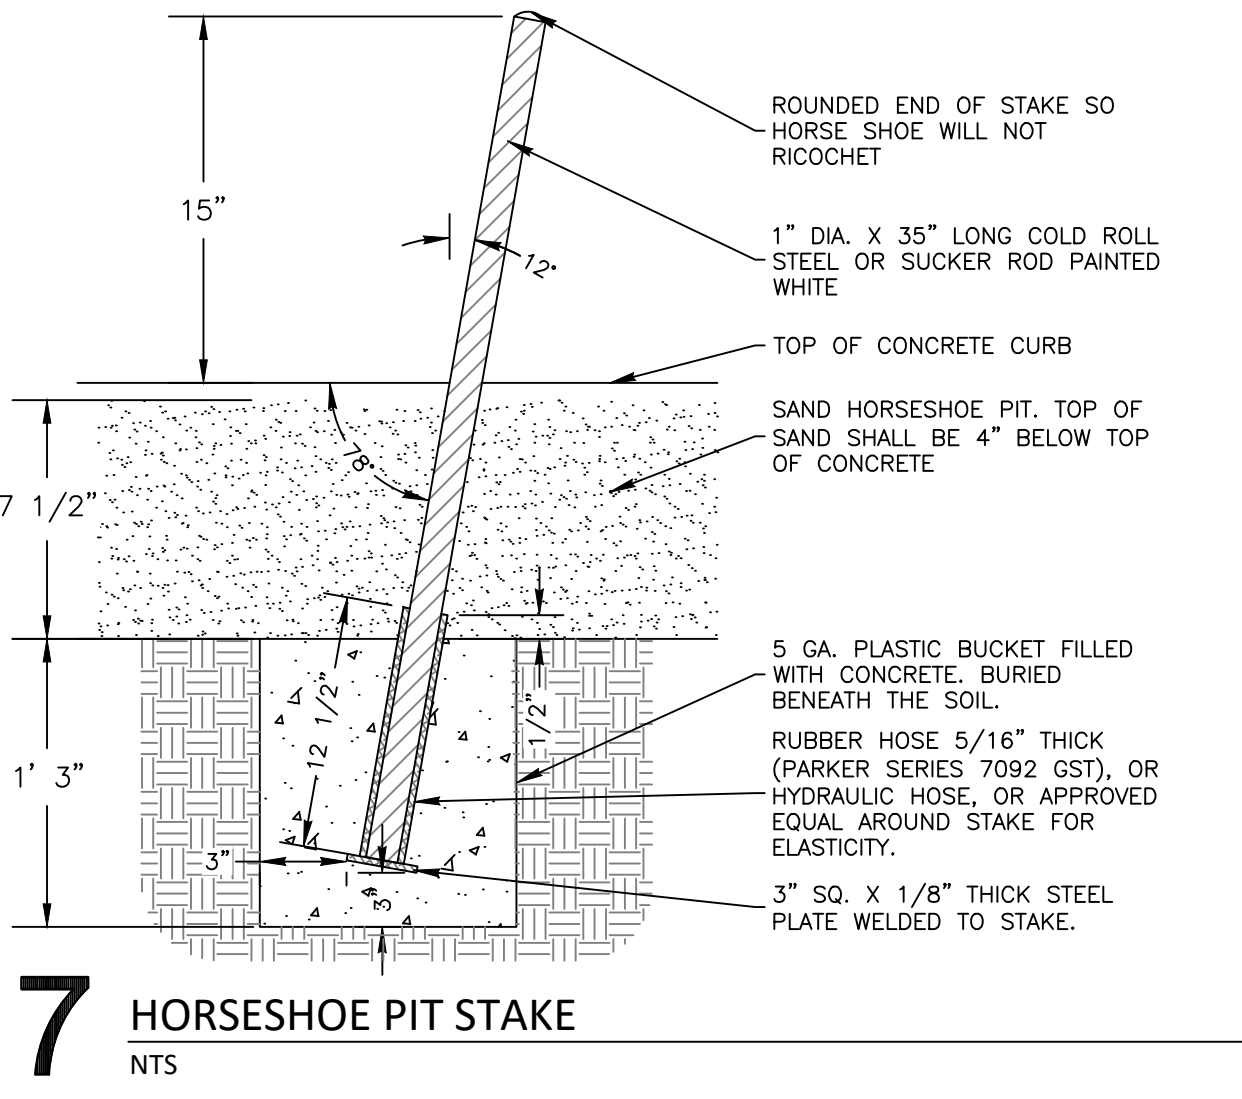 ROUNDED END OF STAKE SO
HORSE SHOE WILL NOT
RICOCHET
15”
1” DIA. X 35” LONG COLD ROLL
STEEL OR SUCKER ROD PAINTED
WHITE
12°
TOP OF CONCRETE CURB
SAND HORSESHOE PIT. TOP OF
SAND SHALL BE 4” BELOW TOP
OF CONCRETE
78°
7 1/2”
5 GA. PLASTIC BUCKET FILLED
WITH CONCRETE. BURIED
BENEATH THE SOIL.
12 1/2”
1/2”
RUBBER HOSE 5/16” THICK
(PARKER SERIES 7092 GST), OR
HYDRAULIC HOSE, OR APPROVED
EQUAL AROUND STAKE FOR
ELASTICITY.
1’ 3”
3”
3”
3” SQ. X 1/8” THICK STEEL
PLATE WELDED TO STAKE.
7
HORSESHOE PIT STAKE
NTS